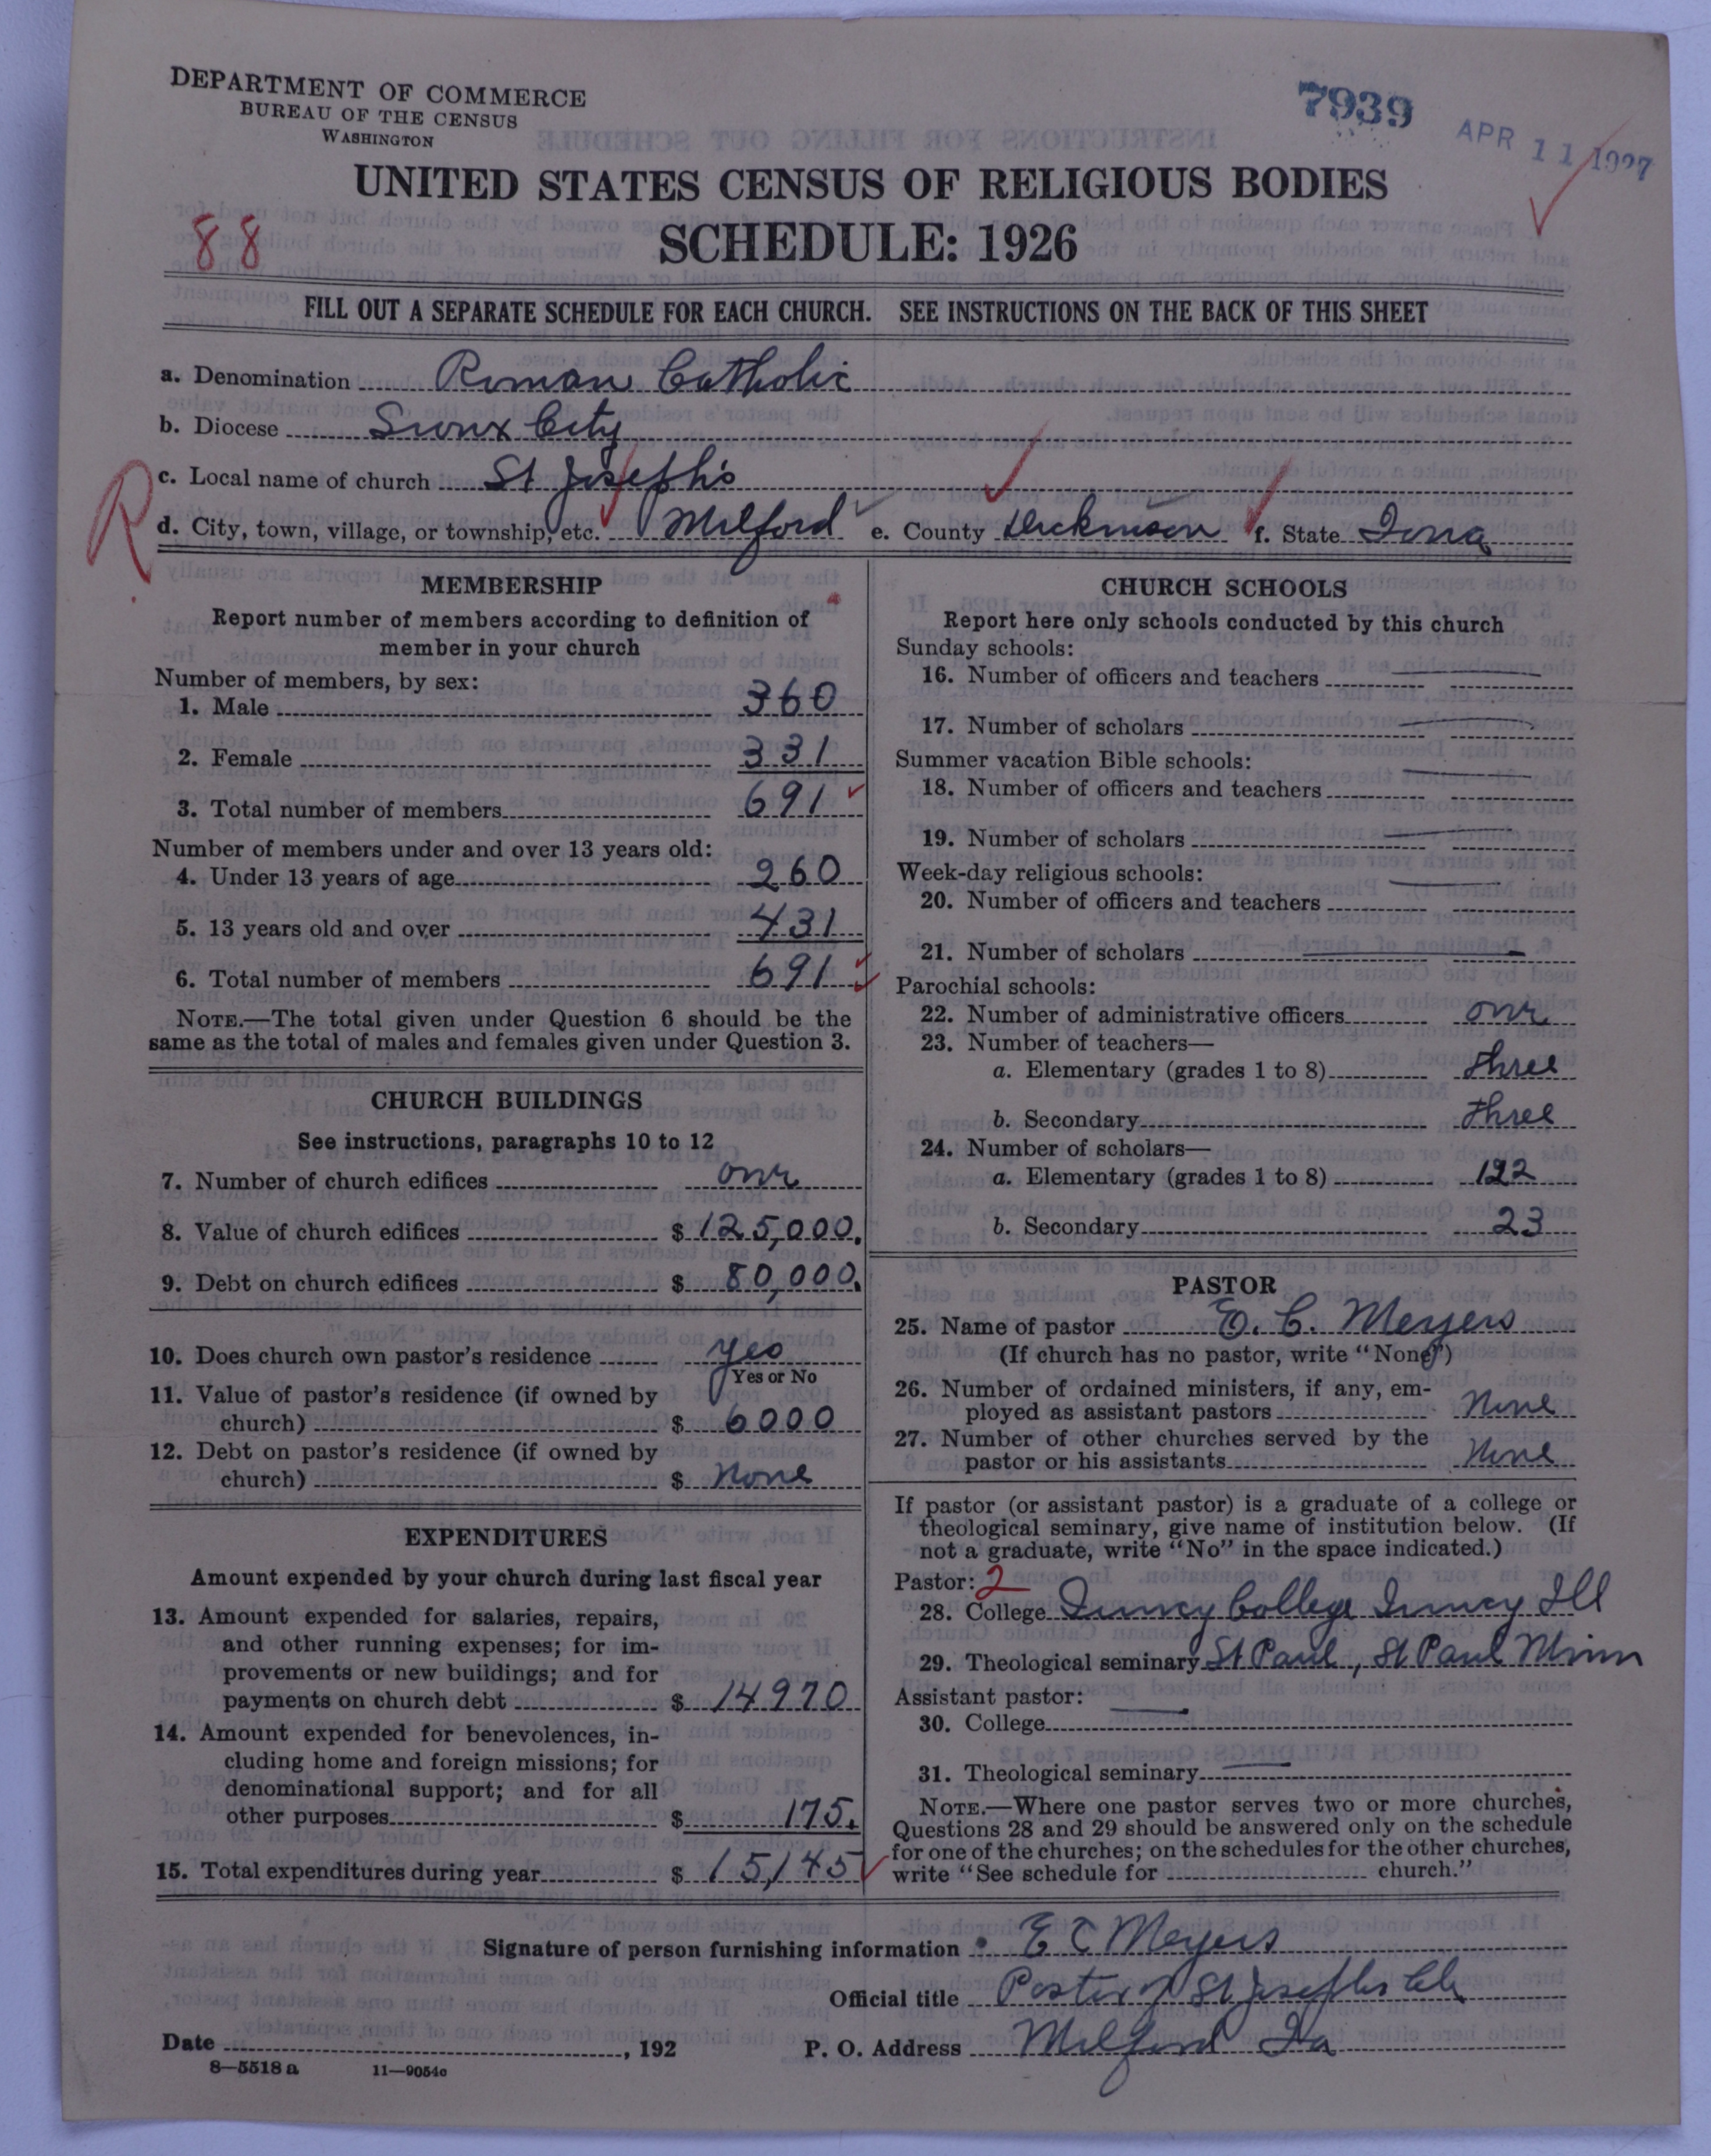 DEPARTMENT OF COMMERCE
BUREAU OF THE CENSUS
WASHINGTON
7939
APR 11 1927
UNITED STATES CENSUS OF RELIGIOUS BODIES
SCHEDULE: 1926
88
FILL OUT A SEPARATE SCHEDULE FOR EACH CHURCH. SEE INSTRUCTIONS ON THE BACK OF THIS SHEET
a. Denomination Roman Catholic
b. Diocese Sioux City
R
c. Local name of church St Joseph's
d. City, town, village, or township, etc. Milford e. County Dickinson f. State Iowa
MEMBERSHIP
Report number of members according to definition of
member in your church
Number of members, by sex:
1. Male 360
2. Female 331
3. Total number of members 691
Number of members under and over 13 years old:
4. Under 13 years of age 260
5. 13 years old and over 431
6. Total number of members 691
NOTE.—The total given under Question 6 should be the
same as the total of males and females given under Question 3.
CHURCH BUILDINGS
See instructions, paragraphs 10 to 12
7. Number of church edifices one
8. Value of church edifices $ 125,000.
9. Debt on church edifices $ 80,000.
10. Does church own pastor's residence yes
Yes or No
11. Value of pastor's residence (if owned by
church) $ 6000
12. Debt on pastor's residence (if owned by
church) $ None
EXPENDITURES
Amount expended by your church during last fiscal year
13. Amount expended for salaries, repairs,
and other running expenses; for im-
provements or new buildings; and for
payments on church debt $ 14970
14. Amount expended for benevolences, in-
cluding home and foreign missions; for
denominational support; and for all
other purposes $ 175.
15. Total expenditures during year $ 15,145
CHURCH SCHOOLS
Report here only schools conducted by this church
Sunday schools:
16. Number of officers and teachers
17. Number of scholars
Summer vacation Bible schools:
18. Number of officers and teachers
19. Number of scholars
Week-day religious schools:
20. Number of officers and teachers
21. Number of scholars
Parochial schools:
22. Number of administrative officers one
23. Number of teachers—
a. Elementary (grades 1 to 8) three
b. Secondary three
24. Number of scholars—
a. Elementary (grades 1 to 8) 122
b. Secondary 23
PASTOR
25. Name of pastor E. C. Meyers
(If church has no pastor, write "None")
26. Number of ordained ministers, if any, em-
ployed as assistant pastors None
27. Number of other churches served by the
pastor or his assistants None
If pastor (or assistant pastor) is a graduate of a college or
theological seminary, give name of institution below. (If
not a graduate, write "No" in the space indicated.)
Pastor: 2
28. College Quincy College Quincy Ill
29. Theological seminary St Paul, St Paul Minn
Assistant pastor:
30. College
31. Theological seminary
NOTE.—Where one pastor serves two or more churches,
Questions 28 and 29 should be answered only on the schedule
for one of the churches; on the schedules for the other churches,
write "See schedule for church."
Signature of person furnishing information E C Meyers
Official title Pastor of St Josephs Ch
Date , 192 P. O. Address Milford Ia
8—5518 a 11—9054c